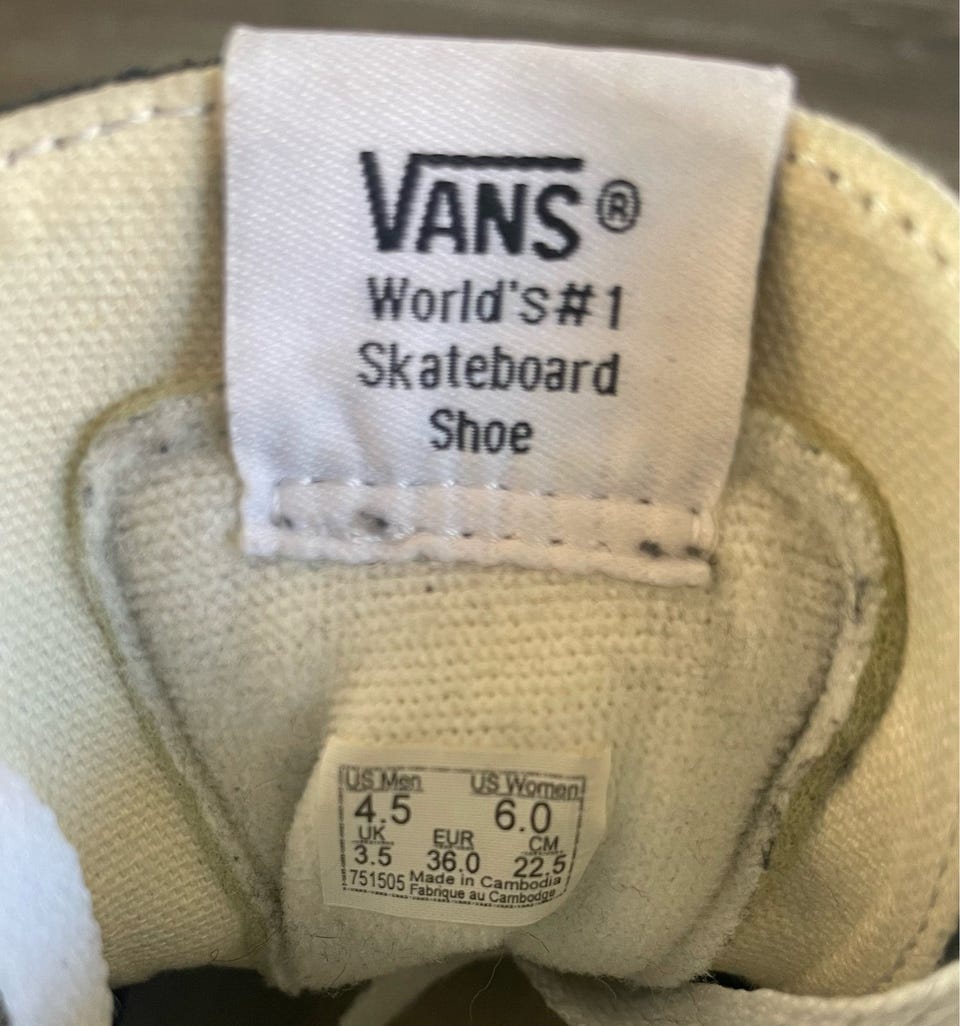 VANS®
World's #1
Skateboard
Shoe
US Men US Women
4.5 6.0
UK EUR CM
3.5 36.0 22.5
751505 Made in Cambodia
Fabriqué au Cambodge